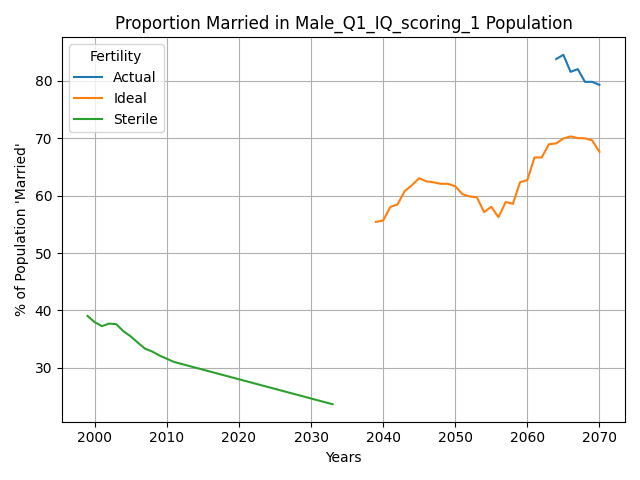 Proportion Married in Male_Q1_IQ_scoring_1 Population
Fertility
Actual
Ideal
Sterile
% of Population 'Married'
80
70
60
50
40
30
2000
2010
2020
2030
2040
2050
2060
2070
Years